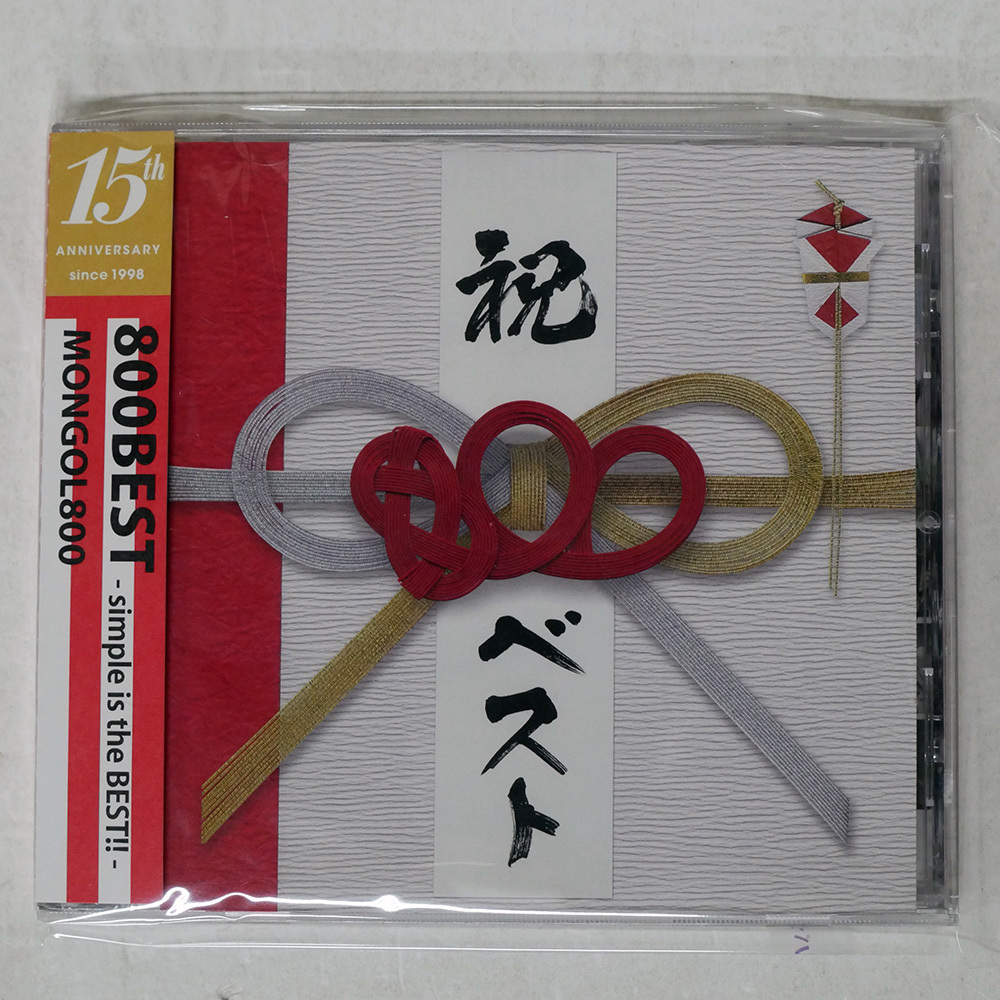 15th
ANNIVERSARY
since 1998
800BEST - simple is the BEST!! -
MONGOL800
祝
ベスト